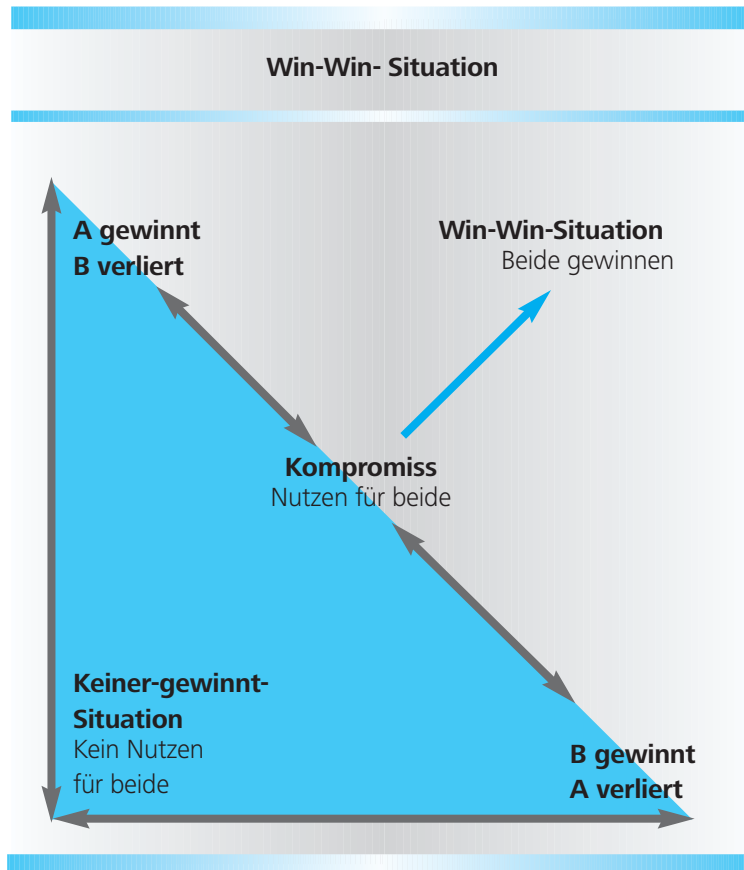 Win-Win- Situation
A gewinnt
B verliert
Win-Win-Situation
Beide gewinnen
Kompromiss
Nutzen für beide
Keiner-gewinnt-
Situation
Kein Nutzen
für beide
B gewinnt
A verliert